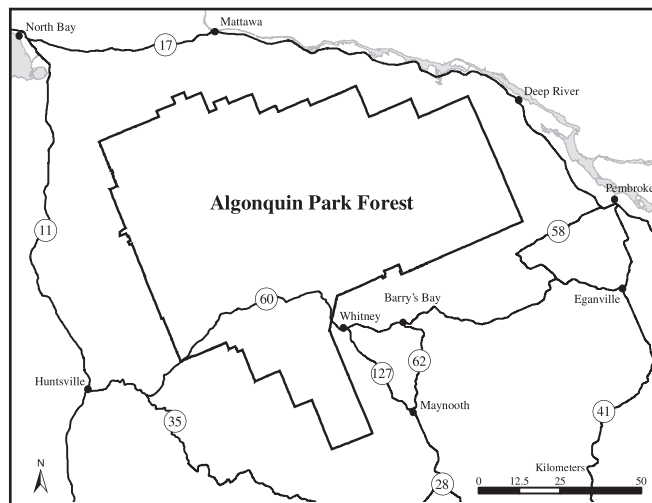 North Bay
Mattawa
17
Deep River
Algonquin Park Forest
Pembroke
11
58
60
Eganville
Whitney
Barry's Bay
127
62
Huntsville
35
Maynooth
41
N
Kilometers
28
0 12.5 25 50